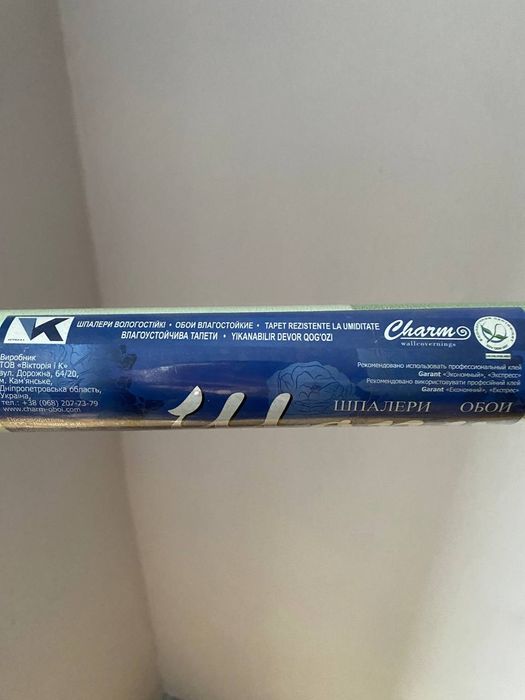 ШПАЛЕРИ ВОЛОГОСТІЙКІ • ОБОИ ВЛАГОСТОЙКИЕ • TAPET REZISTENTE LA UMIDITATE
ВЛАГОУСТОЙЧИВА ТАПЕТИ • YIKANABILIR DEVOR QOG'OZI
Charm
wallcoverings
Виробник
ТОВ «Вікторія і К»
вул. Дорожна, 64/20,
м. Кам'янське,
Дніпропетровська область,
Україна,
тел.: +38 (068) 207-73-79
www.charm-oboi.com
Рекомендовано использовать профессиональный клей
Garant «Экономный», «Экспресс»
Рекомендовано використовувати професійний клей
Garant «Економний», «Експрес»
ШПАЛЕРИ ОБОИ